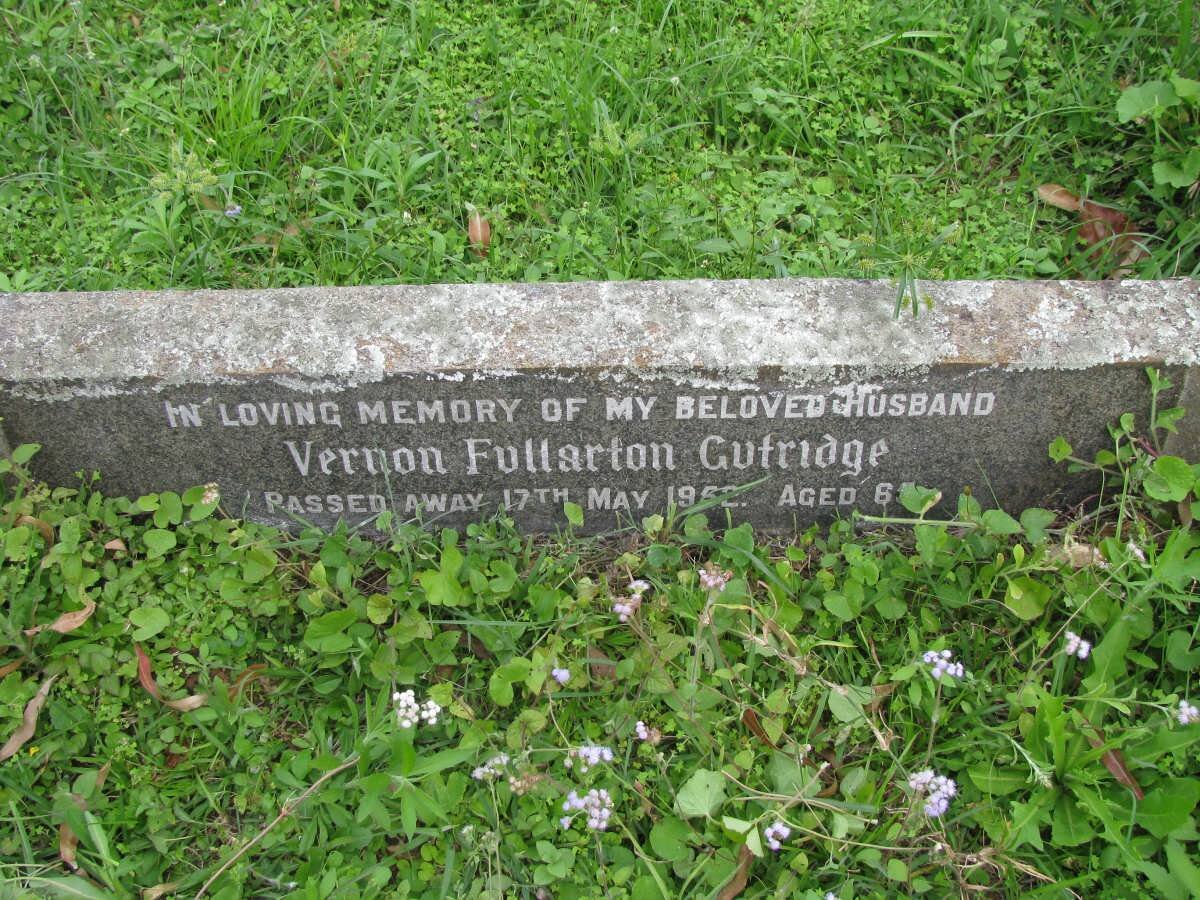 IN LOVING MEMORY OF MY BELOVED HUSBAND
Vernon Fullarton Gutridge
PASSED AWAY 17TH MAY AGED